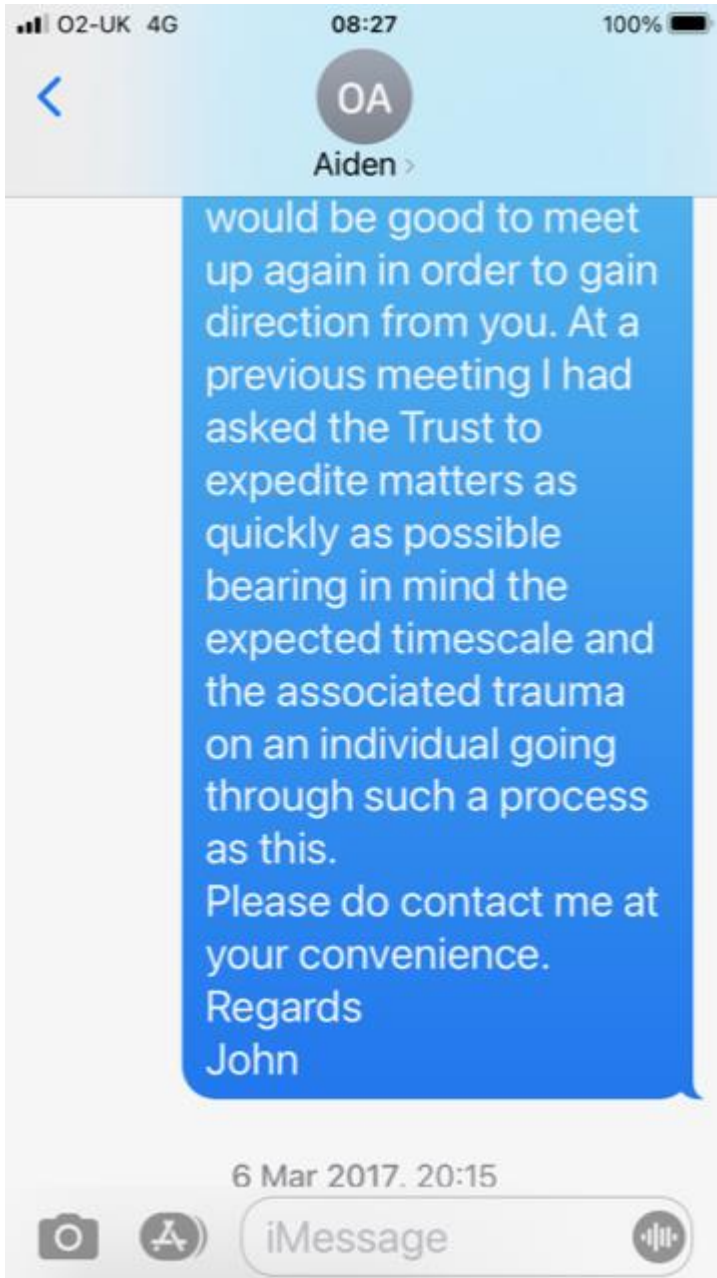 O2-UK 4G 08:27 100%
OA
Aiden
would be good to meet
up again in order to gain
direction from you. At a
previous meeting I had
asked the Trust to
expedite matters as
quickly as possible
bearing in mind the
expected timescale and
the associated trauma
on an individual going
through such a process
as this.
Please do contact me at
your convenience.
Regards
John
6 Mar 2017, 20:15
iMessage